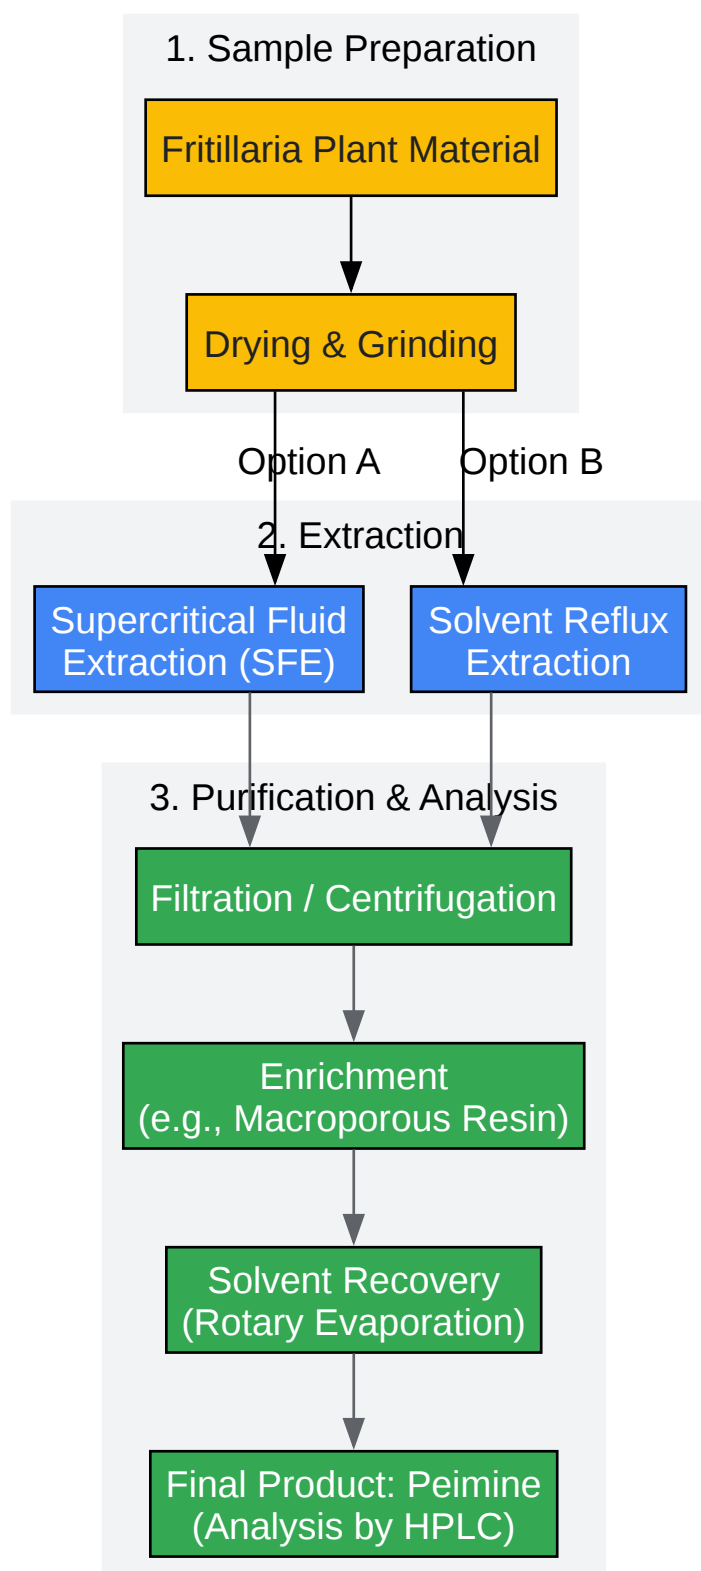 1. Sample Preparation
Fritillaria Plant Material
Drying & Grinding
Option A
Option B
2. Extraction
Supercritical Fluid
Extraction (SFE)
Solvent Reflux
Extraction
3. Purification & Analysis
Filtration / Centrifugation
Enrichment
(e.g., Macroporous Resin)
Solvent Recovery
(Rotary Evaporation)
Final Product: Peimine
(Analysis by HPLC)